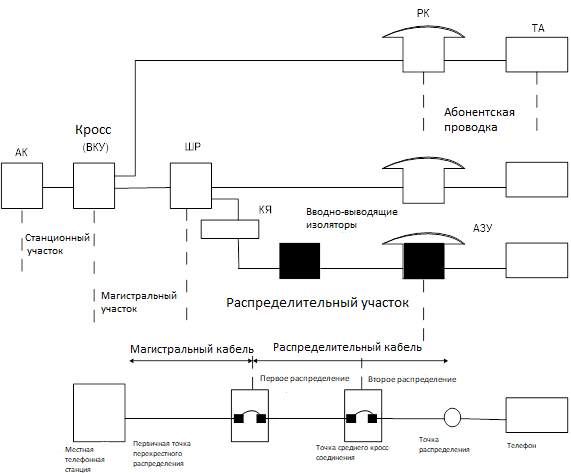 РК
ТА
Абонентская
проводка
Кросс
(ВКУ)
АК
ШР
КЯ
Вводно-выводящие
изоляторы
АЗУ
Станционный
участок
Магистральный
участок
Распределительный участок
Магистральный кабель
Распределительный кабель
Первое распределение
Второе распределение
Местная
телефонная
станция
Первичная точка
перекрестного
распределения
Точка среднего кросс-
соединения
Точка
распределения
Телефон